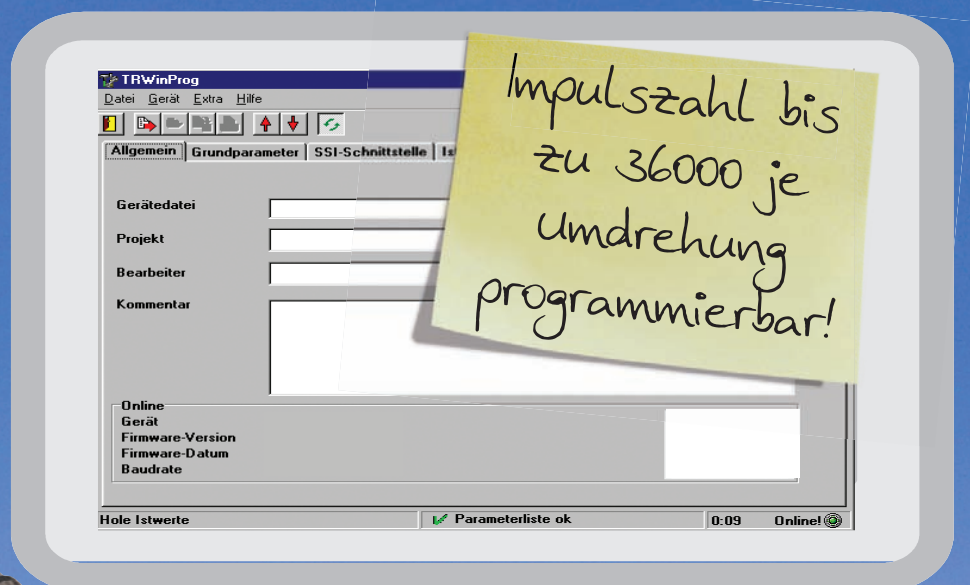 TRWinProg
Datei Gerät Extra Hilfe
Allgemein Grundparameter SSI-Schnittstelle
Gerätedatei
Projekt
Bearbeiter
Kommentar
Online
Gerät
Firmware-Version
Firmware-Datum
Baudrate
Hole Istwerte Parameterliste ok 0:09 Online!
Impulszahl bis
zu 36000 je
Umdrehung
programmierbar!